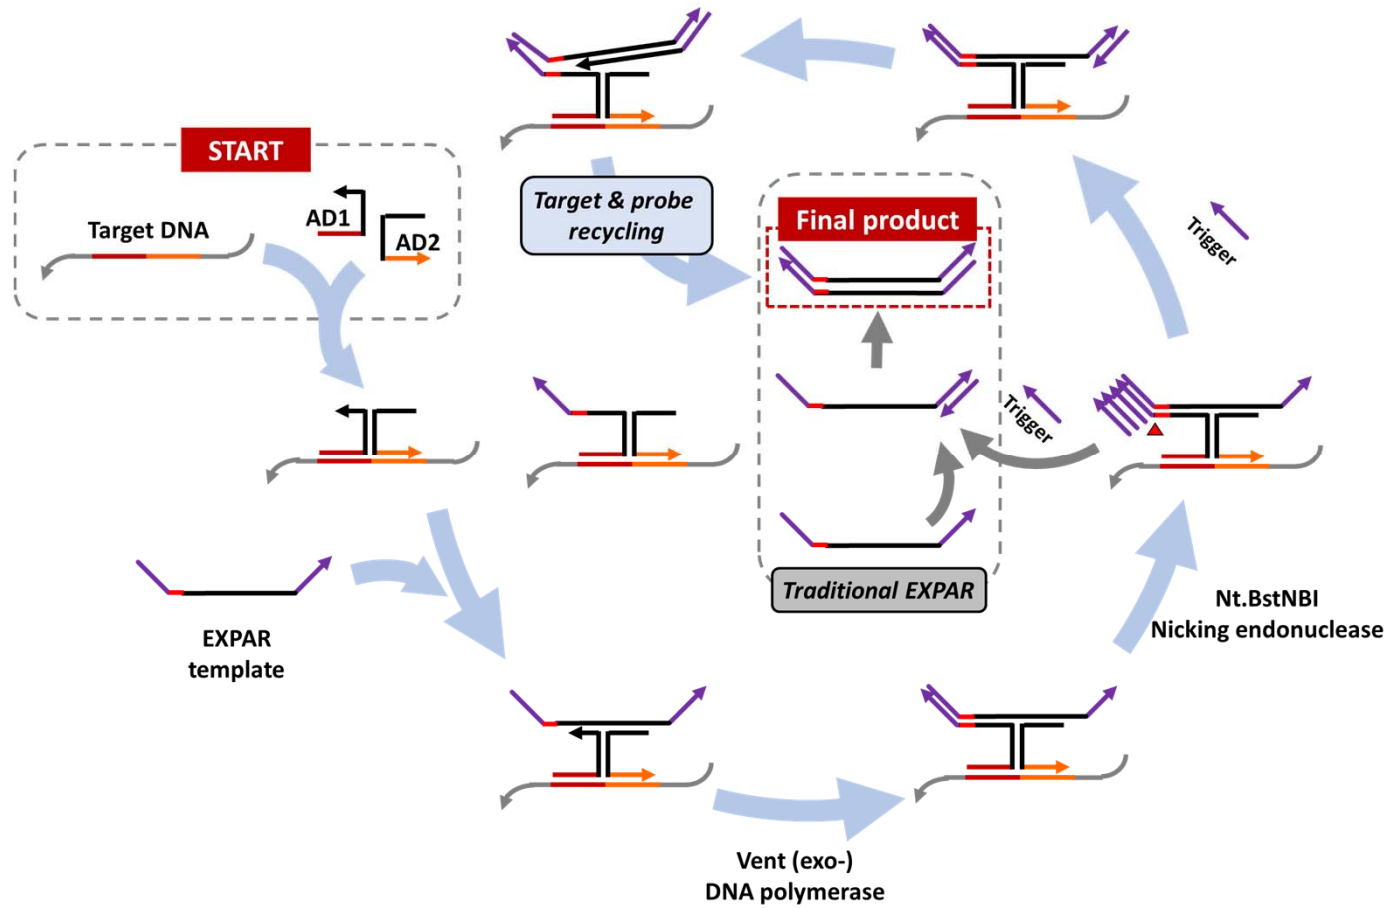 START
Target DNA
AD1
AD2
Target & probe
recycling
Final product
Trigger
Trigger
Traditional EXPAR
EXPAR
template
Nt.BstNBI
Nicking endonuclease
Vent (exo-)
DNA polymerase